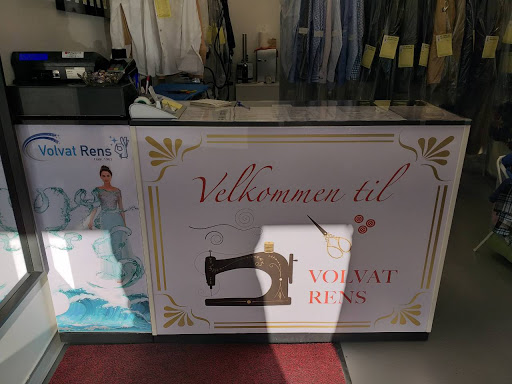 Volvat Rens
Velkommen til
VOLVAT
RENS